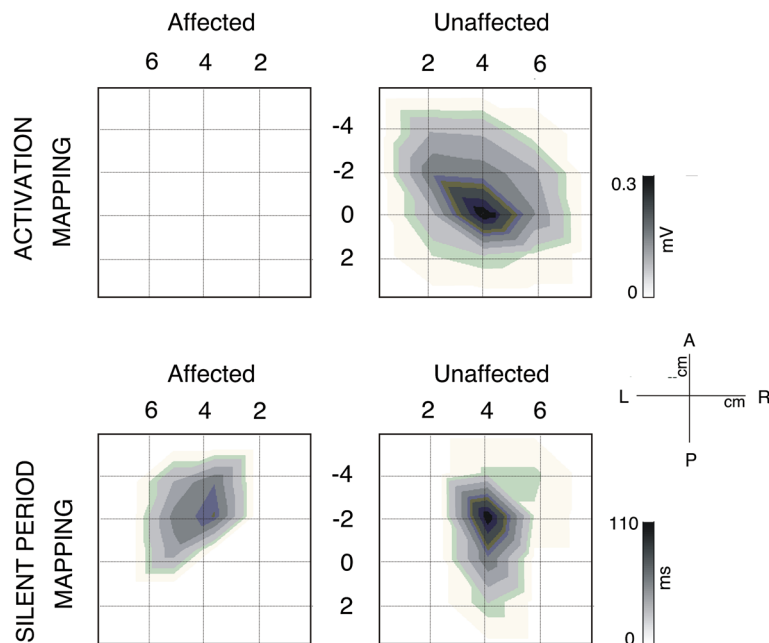 Affected Unaffected
6 4 2 2 4 6
ACTIVATION
MAPPING
-4
-2
0
2
0.3
mV
0
A
cm
L cm R
P
Affected Unaffected
6 4 2 2 4 6
SILENT PERIOD
MAPPING
-4
-2
0
2
110
ms
0